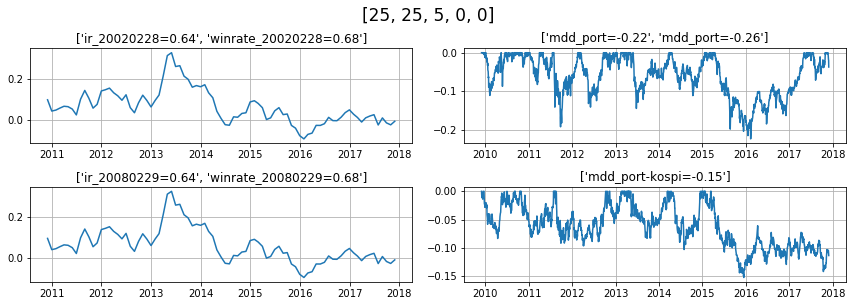 [25, 25, 5, 0, 0]
['ir_20020228=0.64', 'winrate_20020228=0.68']
0.2
0.0
2011 2012 2013 2014 2015 2016 2017 2018
['mdd_port=-0.22', 'mdd_port=-0.26']
0.0
−0.1
−0.2
2010 2011 2012 2013 2014 2015 2016 2017 2018
['ir_20080229=0.64', 'winrate_20080229=0.68']
0.2
0.0
2011 2012 2013 2014 2015 2016 2017 2018
['mdd_port-kospi=-0.15']
0.00
−0.05
−0.10
−0.15
2010 2011 2012 2013 2014 2015 2016 2017 2018